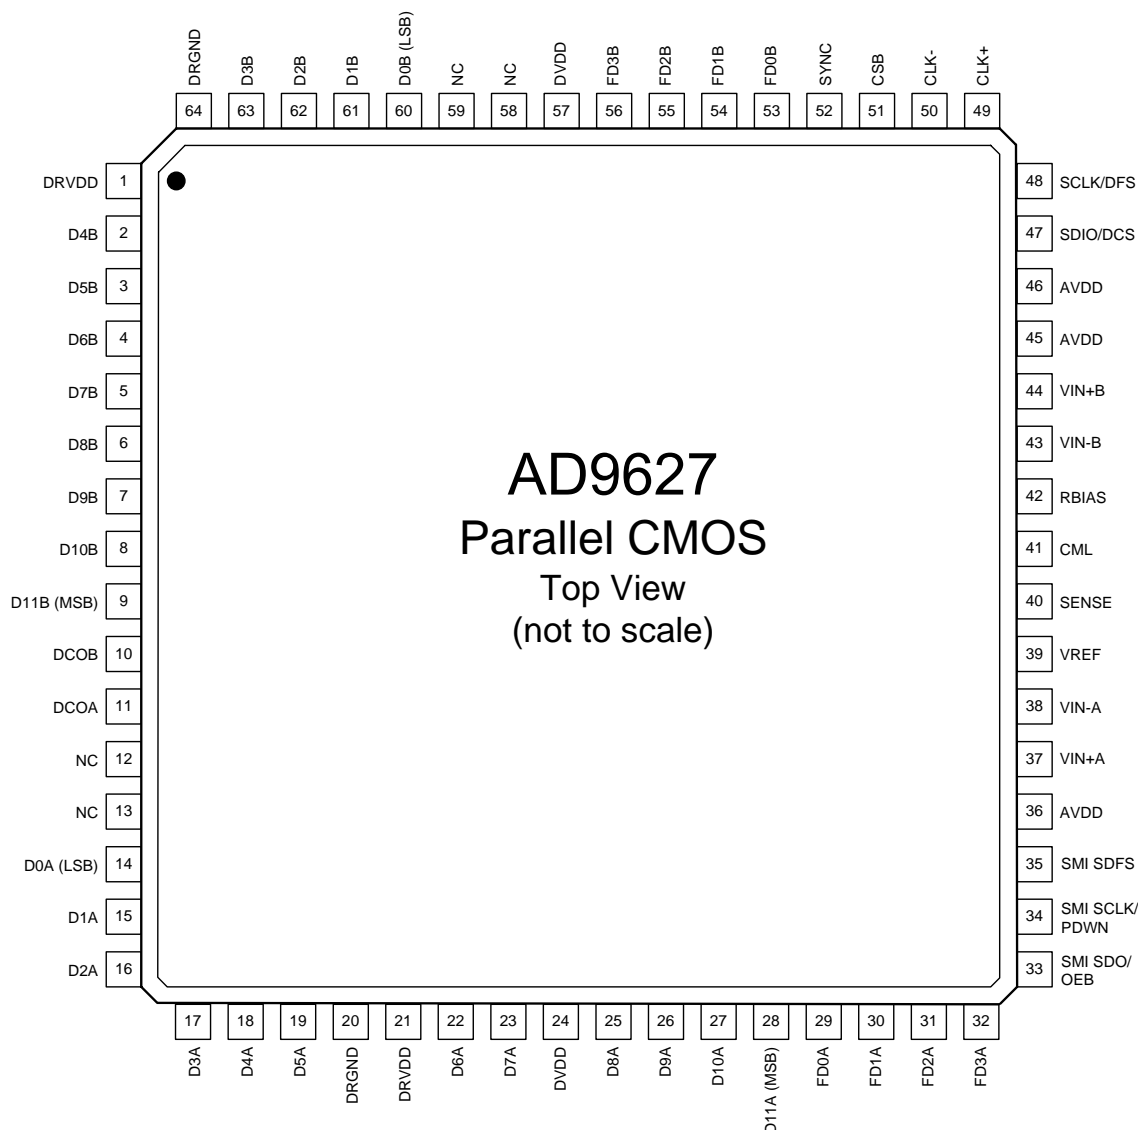 DRGND
D3B
D2B
D1B
D0B (LSB)
NC
NC
DVDD
FD3B
FD2B
FD1B
FD0B
SYNC
CSB
CLK-
CLK+
64
63
62
61
60
59
58
57
56
55
54
53
52
51
50
49
DRVDD 1
D4B 2
D5B 3
D6B 4
D7B 5
D8B 6
D9B 7
D10B 8
D11B (MSB) 9
DCOB 10
DCOA 11
NC 12
NC 13
D0A (LSB) 14
D1A 15
D2A 16
AD9627
Parallel CMOS
Top View
(not to scale)
48 SCLK/DFS
47 SDIO/DCS
46 AVDD
45 AVDD
44 VIN+B
43 VIN-B
42 RBIAS
41 CML
40 SENSE
39 VREF
38 VIN-A
37 VIN+A
36 AVDD
35 SMI SDFS
34 SMI SCLK/
PDWN
33 SMI SDO/
OEB
17
18
19
20
21
22
23
24
25
26
27
28
29
30
31
32
D3A
D4A
D5A
DRGND
DRVDD
D6A
D7A
DVDD
D8A
D9A
D10A
D11A (MSB)
FD0A
FD1A
FD2A
FD3A